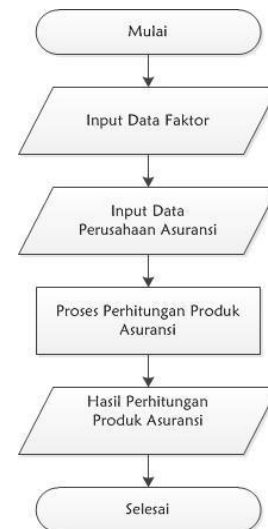 Mulai
Input Data Faktor
Input Data
Perusahaan Asuransi
Proses Perhitungan Produk
Asuransi
Hasil Perhitungan
Produk Asuransi
Selesai